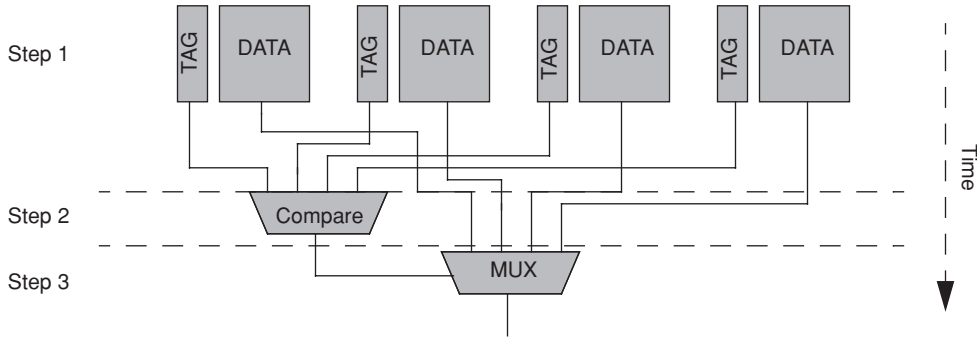 Step 1
TAG
DATA
TAG
DATA
TAG
DATA
TAG
DATA
Time
Step 2
Compare
Step 3
MUX